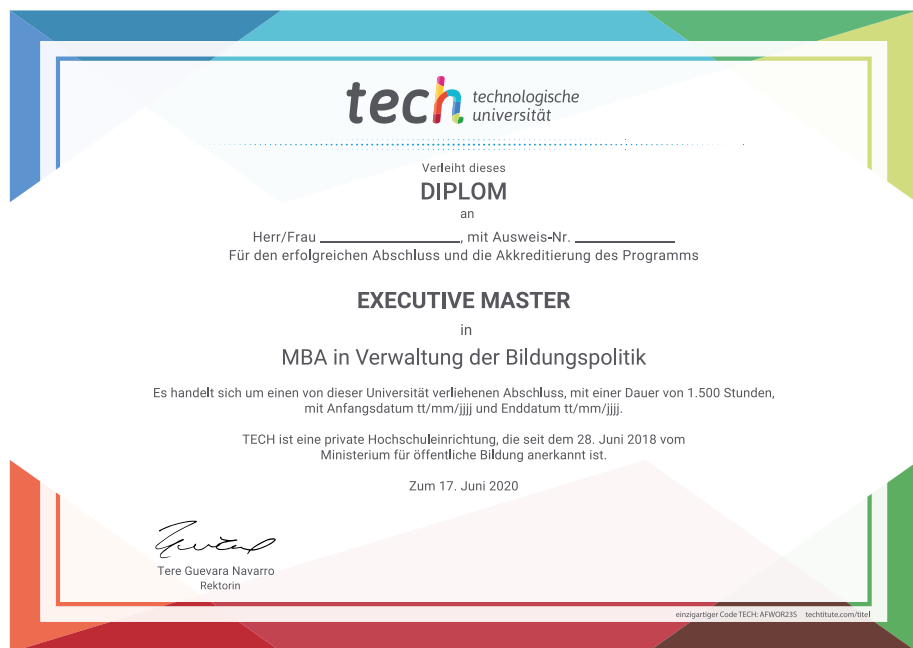 tech technologische
universität
Verleiht dieses
DIPLOM
an
Herr/Frau ____________________, mit Ausweis-Nr. ______________
Für den erfolgreichen Abschluss und die Akkreditierung des Programms
EXECUTIVE MASTER
in
MBA in Verwaltung der Bildungspolitik
Es handelt sich um einen von dieser Universität verliehenen Abschluss, mit einer Dauer von 1.500 Stunden,
mit Anfangsdatum tt/mm/jjjj und Enddatum tt/mm/jjjj.
TECH ist eine private Hochschuleinrichtung, die seit dem 28. Juni 2018 vom
Ministerium für öffentliche Bildung anerkannt ist.
Zum 17. Juni 2020
Tere Guevara Navarro
Rektorin
einzigartiger Code TECH: AFWOR23S techtitute.com/titel